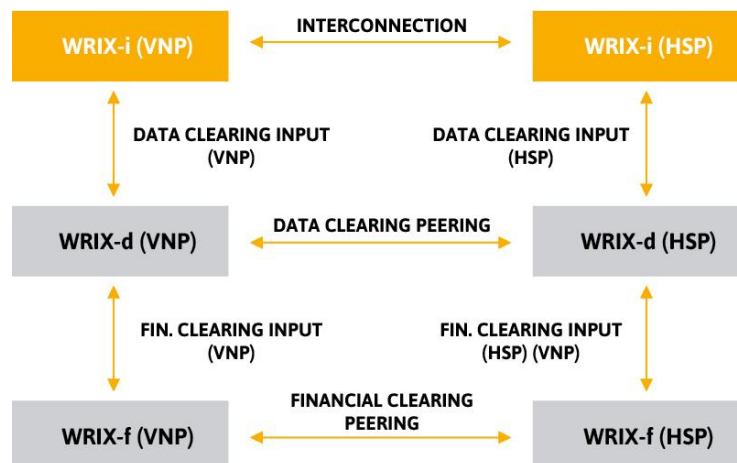 INTERCONNECTION
WRIX-i (VNP)
WRIX-i (HSP)
DATA CLEARING INPUT
(VNP)
DATA CLEARING INPUT
(HSP)
DATA CLEARING PEERING
WRIX-d (VNP)
WRIX-d (HSP)
FIN. CLEARING INPUT
(VNP)
FIN. CLEARING INPUT
(HSP) (VNP)
FINANCIAL CLEARING
PEERING
WRIX-f (VNP)
WRIX-f (HSP)